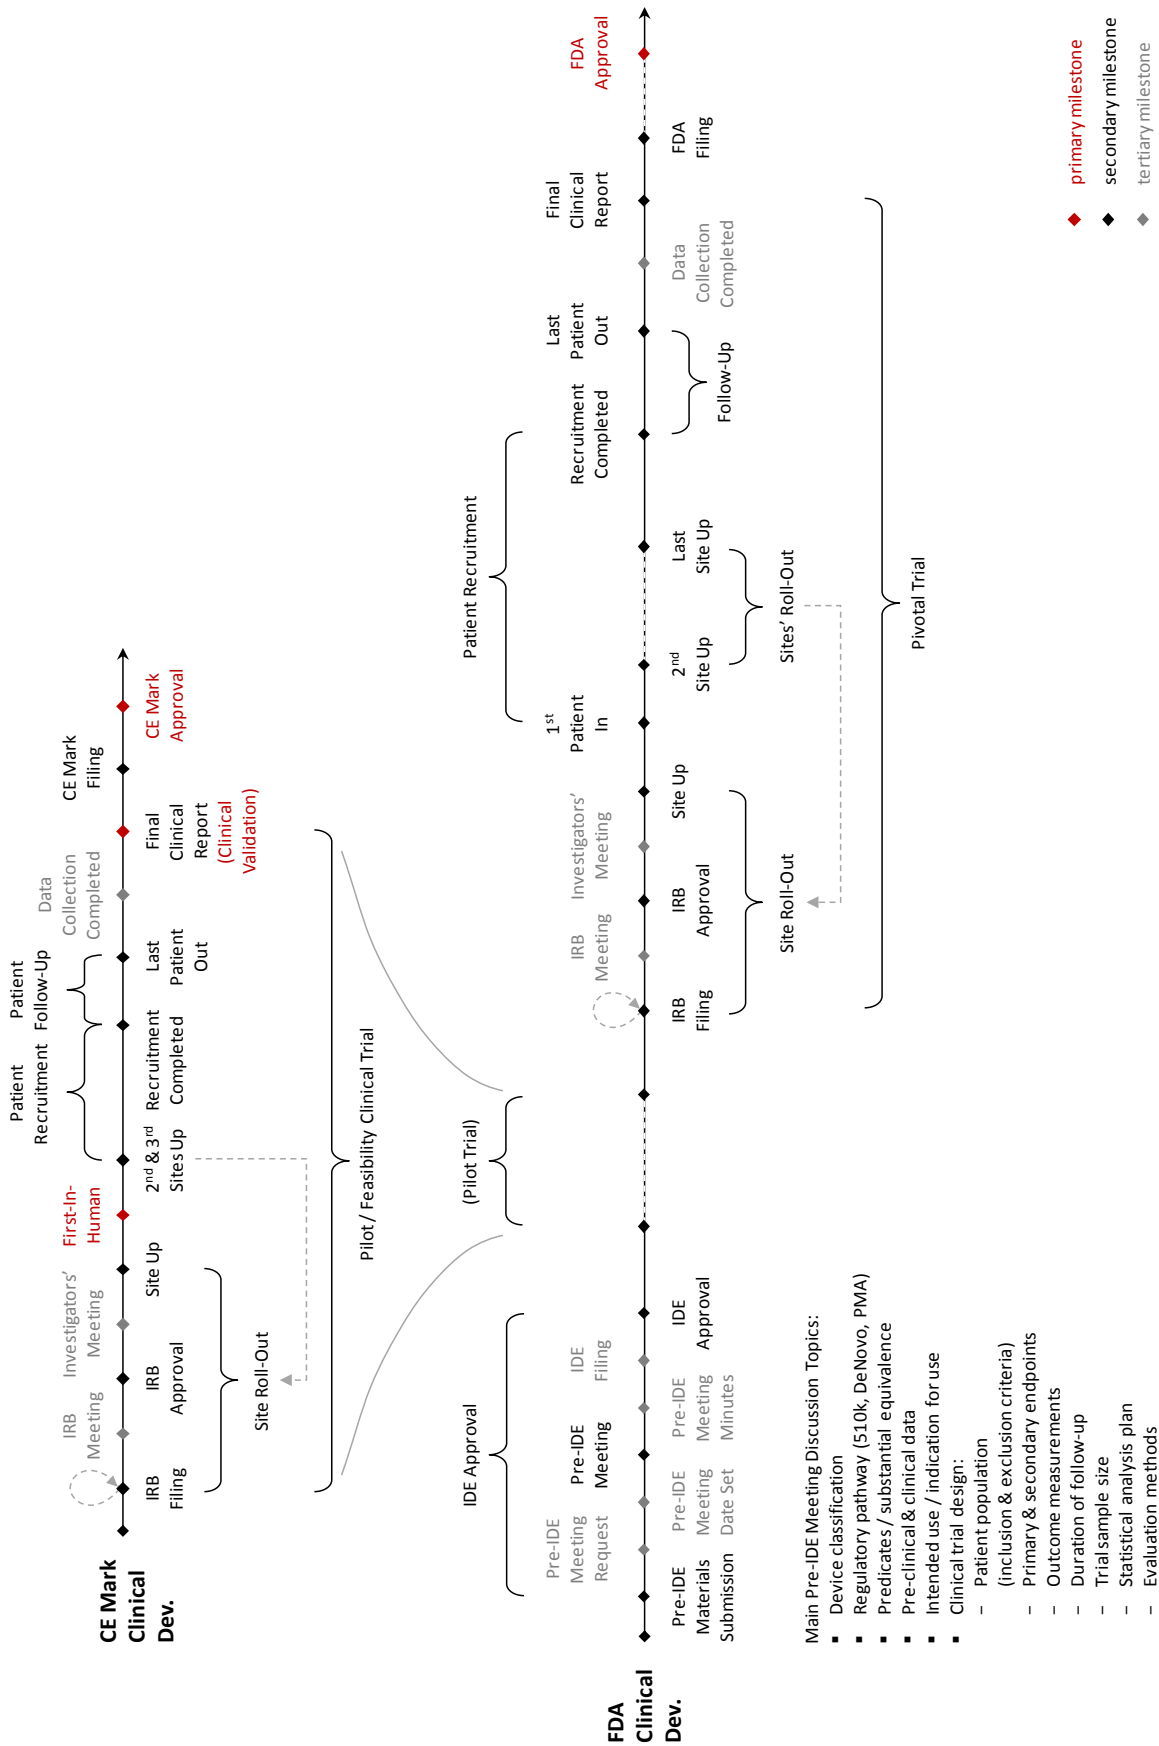 CE Mark
Clinical
Dev.
IRB
Filing
IRB
Meeting
IRB
Approval
Investigators’
Meeting
Site Up
First-In-
Human
2nd & 3rd
Sites Up
Patient
Recruitment
Recruitment
Completed
Patient
Follow-Up
Last
Patient
Out
Data
Collection
Completed
Final
Clinical
Report
(Clinical
Validation)
CE Mark
Filing
CE Mark
Approval
Site Roll-Out
Pilot / Feasibility Clinical Trial
FDA
Clinical
Dev.
IDE Approval
Pre-IDE
Materials
Submission
Pre-IDE
Meeting
Request
Pre-IDE
Meeting
Date Set
Pre-IDE
Meeting
Pre-IDE
Meeting
Minutes
IDE
Filing
IDE
Approval
(Pilot Trial)
IRB
Filing
IRB
Meeting
IRB
Approval
Investigators’
Meeting
Site Up
Site Roll-Out
1st
Patient
In
2nd
Site Up
Last
Site Up
Sites’ Roll-Out
Patient Recruitment
Recruitment
Completed
Follow-Up
Last
Patient
Out
Data
Collection
Completed
Final
Clinical
Report
FDA
Filing
FDA
Approval
Pivotal Trial
Main Pre-IDE Meeting Discussion Topics:
▪ Device classification
▪ Regulatory pathway (510k, DeNovo, PMA)
▪ Predicates / substantial equivalence
▪ Pre-clinical & clinical data
▪ Intended use / indication for use
▪ Clinical trial design:
– Patient population
(inclusion & exclusion criteria)
– Primary & secondary endpoints
– Outcome measurements
– Duration of follow-up
– Trial sample size
– Statistical analysis plan
– Evaluation methods
primary milestone
secondary milestone
tertiary milestone